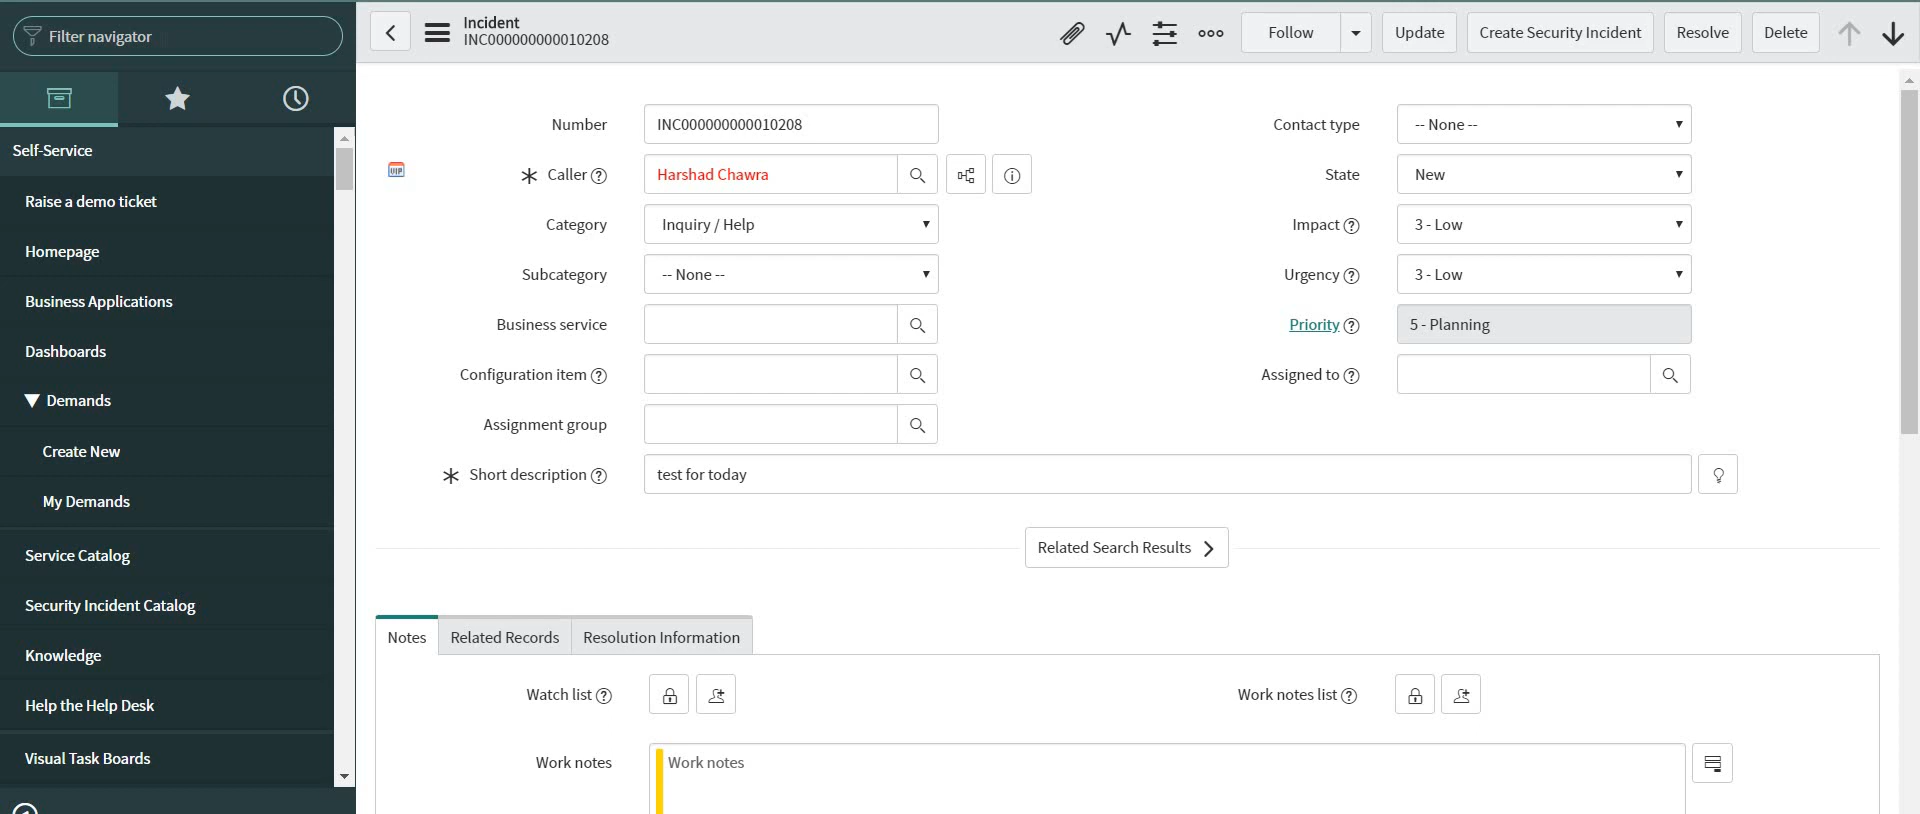 Filter navigator
Self-Service
Raise a demo ticket
Homepage
Business Applications
Dashboards
Demands
Create New
My Demands
Service Catalog
Security Incident Catalog
Knowledge
Help the Help Desk
Visual Task Boards
Incident
INC000000000010208
Follow Update Create Security Incident Resolve Delete
Number INC000000000010208 Contact type -- None --
VIP Caller Harshad Chawra State New
Category Inquiry / Help Impact 3 - Low
Subcategory -- None -- Urgency 3 - Low
Business service Priority 5 - Planning
Configuration item Assigned to
Assignment group
Short description test for today
Related Search Results
Notes Related Records Resolution Information
Watch list Work notes list
Work notes Work notes